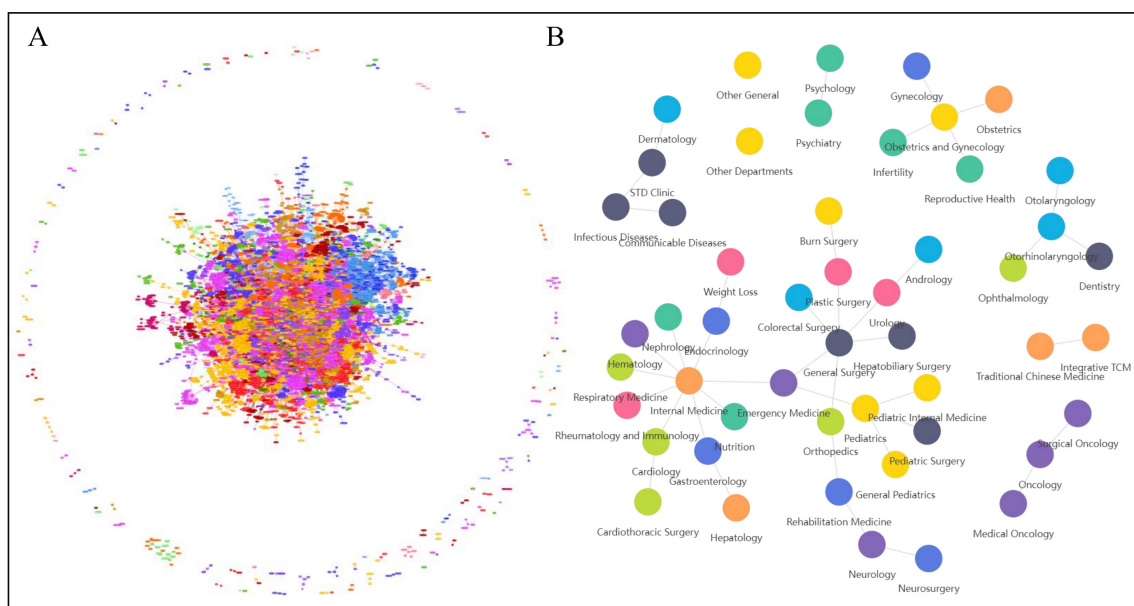 A
B
Other General
Psychology
Gynecology
Obstetrics
Dermatology
Other Departments
Psychiatry
Obstetrics and Gynecology
Infertility
Reproductive Health
STD Clinic
Otolaryngology
Infectious Diseases
Communicable Diseases
Burn Surgery
Otorhinolaryngology
Ophthalmology
Dentistry
Andrology
Weight Loss
Plastic Surgery
Urology
Colorectal Surgery
Nephrology
Endocrinology
Hematology
General Surgery
Hepatobiliary Surgery
Integrative TCM
Traditional Chinese Medicine
Respiratory Medicine
Internal Medicine
Emergency Medicine
Pediatric Internal Medicine
Rheumatology and Immunology
Nutrition
Pediatrics
Surgical Oncology
Orthopedics
Pediatric Surgery
Cardiology
Gastroenterology
Oncology
General Pediatrics
Rehabilitation Medicine
Cardiothoracic Surgery
Hepatology
Medical Oncology
Neurology
Neurosurgery